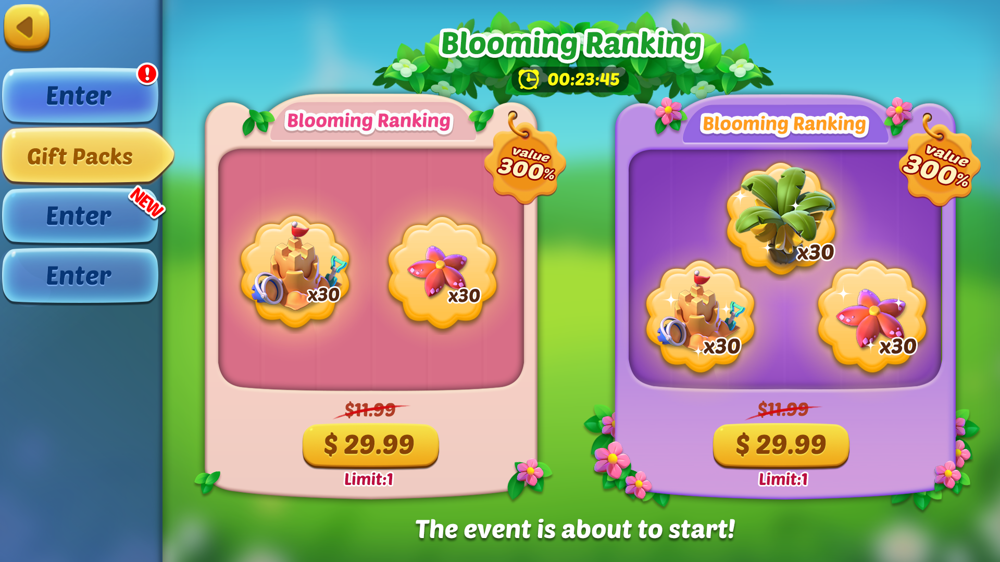 Enter
!
Gift Packs
Enter
NEW
Enter
Blooming Ranking
00:23:45
Blooming Ranking
value
300%
x30
x30
$11.99
$ 29.99
Limit:1
Blooming Ranking
value
300%
x30
x30
x30
$11.99
$ 29.99
Limit:1
The event is about to start!